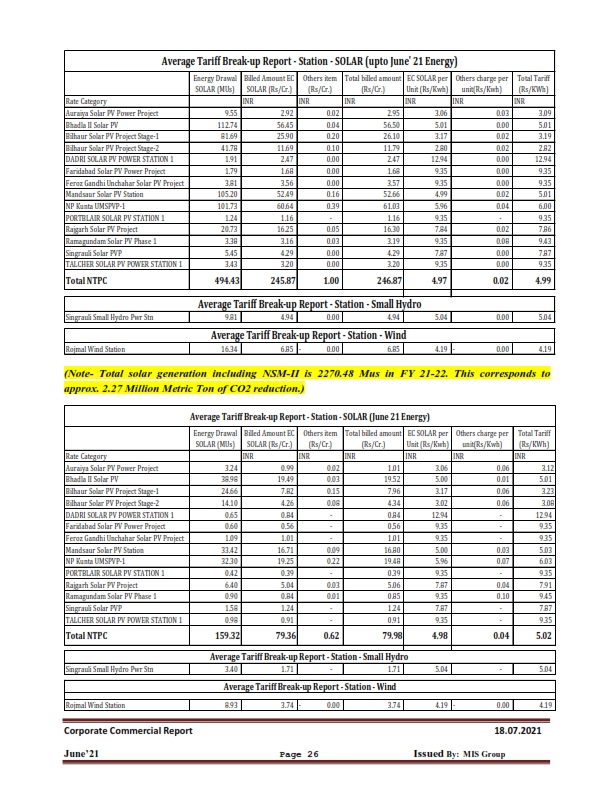 Average Tariff Break-up Report - Station - SOLAR (upto June' 21 Energy)
Energy Drawal SOLAR (MUs) Billed Amount EC SOLAR (Rs/Cr.) Others item (Rs/Cr.) Total billed amount (Rs/Cr.) EC SOLAR per Unit (Rs/Kwh) Others charge per unit(Rs/Kwh) Total Tariff (Rs/KWh)
Rate Category INR INR INR INR INR INR
Auraiya Solar PV Power Project 9.55 2.92 0.02 2.95 3.06 0.03 3.09
Bhadla II Solar PV 112.74 56.45 0.04 56.50 5.01 0.00 5.01
Bilhaur Solar PV Project Stage-1 81.69 25.90 0.20 26.10 3.17 0.02 3.19
Bilhaur Solar PV Project Stage-2 41.78 11.69 0.10 11.79 2.80 0.02 2.82
DADRI SOLAR PV POWER STATION 1 1.91 2.47 0.00 2.47 12.94 0.00 12.94
Faridabad Solar PV Power Project 1.79 1.68 0.00 1.68 9.35 0.00 9.35
Feroz Gandhi Unchahar Solar PV Project 3.81 3.56 0.00 3.57 9.35 0.00 9.35
Mandsaur Solar PV Station 105.20 52.49 0.16 52.66 4.99 0.02 5.01
NP Kunta UMSPVP-1 101.73 60.64 0.39 61.03 5.96 0.04 6.00
PORTBLAIR SOLAR PV STATION 1 1.24 1.16 - 1.16 9.35 - 9.35
Rajgarh Solar PV Project 20.73 16.25 0.05 16.30 7.84 0.02 7.86
Ramagundam Solar PV Phase 1 3.38 3.16 0.03 3.19 9.35 0.08 9.43
Singrauli Solar PVP 5.45 4.29 0.00 4.29 7.87 0.00 7.87
TALCHER SOLAR PV POWER STATION 1 3.43 3.20 0.00 3.20 9.35 0.00 9.35
Total NTPC 494.43 245.87 1.00 246.87 4.97 0.02 4.99
Average Tariff Break-up Report - Station - Small Hydro
Singrauli Small Hydro Pwr Stn 9.81 4.94 0.00 4.94 5.04 0.00 5.04
Average Tariff Break-up Report - Station - Wind
Rojmal Wind Station 16.34 6.85 - 0.00 6.85 4.19 - 0.00 4.19
(Note- Total solar generation including NSM-II is 2270.48 Mus in FY 21-22. This corresponds to
approx. 2.27 Million Metric Ton of CO2 reduction.)
Average Tariff Break-up Report - Station - SOLAR (June 21 Energy)
Energy Drawal SOLAR (MUs) Billed Amount EC SOLAR (Rs/Cr.) Others item (Rs/Cr.) Total billed amount (Rs/Cr.) EC SOLAR per Unit (Rs/Kwh) Others charge per unit(Rs/Kwh) Total Tariff (Rs/KWh)
Rate Category INR INR INR INR INR INR
Auraiya Solar PV Power Project 3.24 0.99 0.02 1.01 3.06 0.06 3.12
Bhadla II Solar PV 38.98 19.49 0.03 19.52 5.00 0.01 5.01
Bilhaur Solar PV Project Stage-1 24.66 7.82 0.15 7.96 3.17 0.06 3.23
Bilhaur Solar PV Project Stage-2 14.10 4.26 0.08 4.34 3.02 0.06 3.08
DADRI SOLAR PV POWER STATION 1 0.65 0.84 - 0.84 12.94 - 12.94
Faridabad Solar PV Power Project 0.60 0.56 - 0.56 9.35 - 9.35
Feroz Gandhi Unchahar Solar PV Project 1.09 1.01 - 1.01 9.35 - 9.35
Mandsaur Solar PV Station 33.42 16.71 0.09 16.80 5.00 0.03 5.03
NP Kunta UMSPVP-1 32.30 19.25 0.22 19.48 5.96 0.07 6.03
PORTBLAIR SOLAR PV STATION 1 0.42 0.39 - 0.39 9.35 - 9.35
Rajgarh Solar PV Project 6.40 5.04 0.03 5.06 7.87 0.04 7.91
Ramagundam Solar PV Phase 1 0.90 0.84 0.01 0.85 9.35 0.10 9.45
Singrauli Solar PVP 1.58 1.24 - 1.24 7.87 - 7.87
TALCHER SOLAR PV POWER STATION 1 0.98 0.91 - 0.91 9.35 - 9.35
Total NTPC 159.32 79.36 0.62 79.98 4.98 0.04 5.02
Average Tariff Break-up Report - Station - Small Hydro
Singrauli Small Hydro Pwr Stn 3.40 1.71 - 1.71 5.04 - 5.04
Average Tariff Break-up Report - Station - Wind
Rojmal Wind Station 8.93 3.74 - 0.00 3.74 4.19 - 0.00 4.19
Corporate Commercial Report 18.07.2021
June'21 Page 26 Issued By: MIS Group